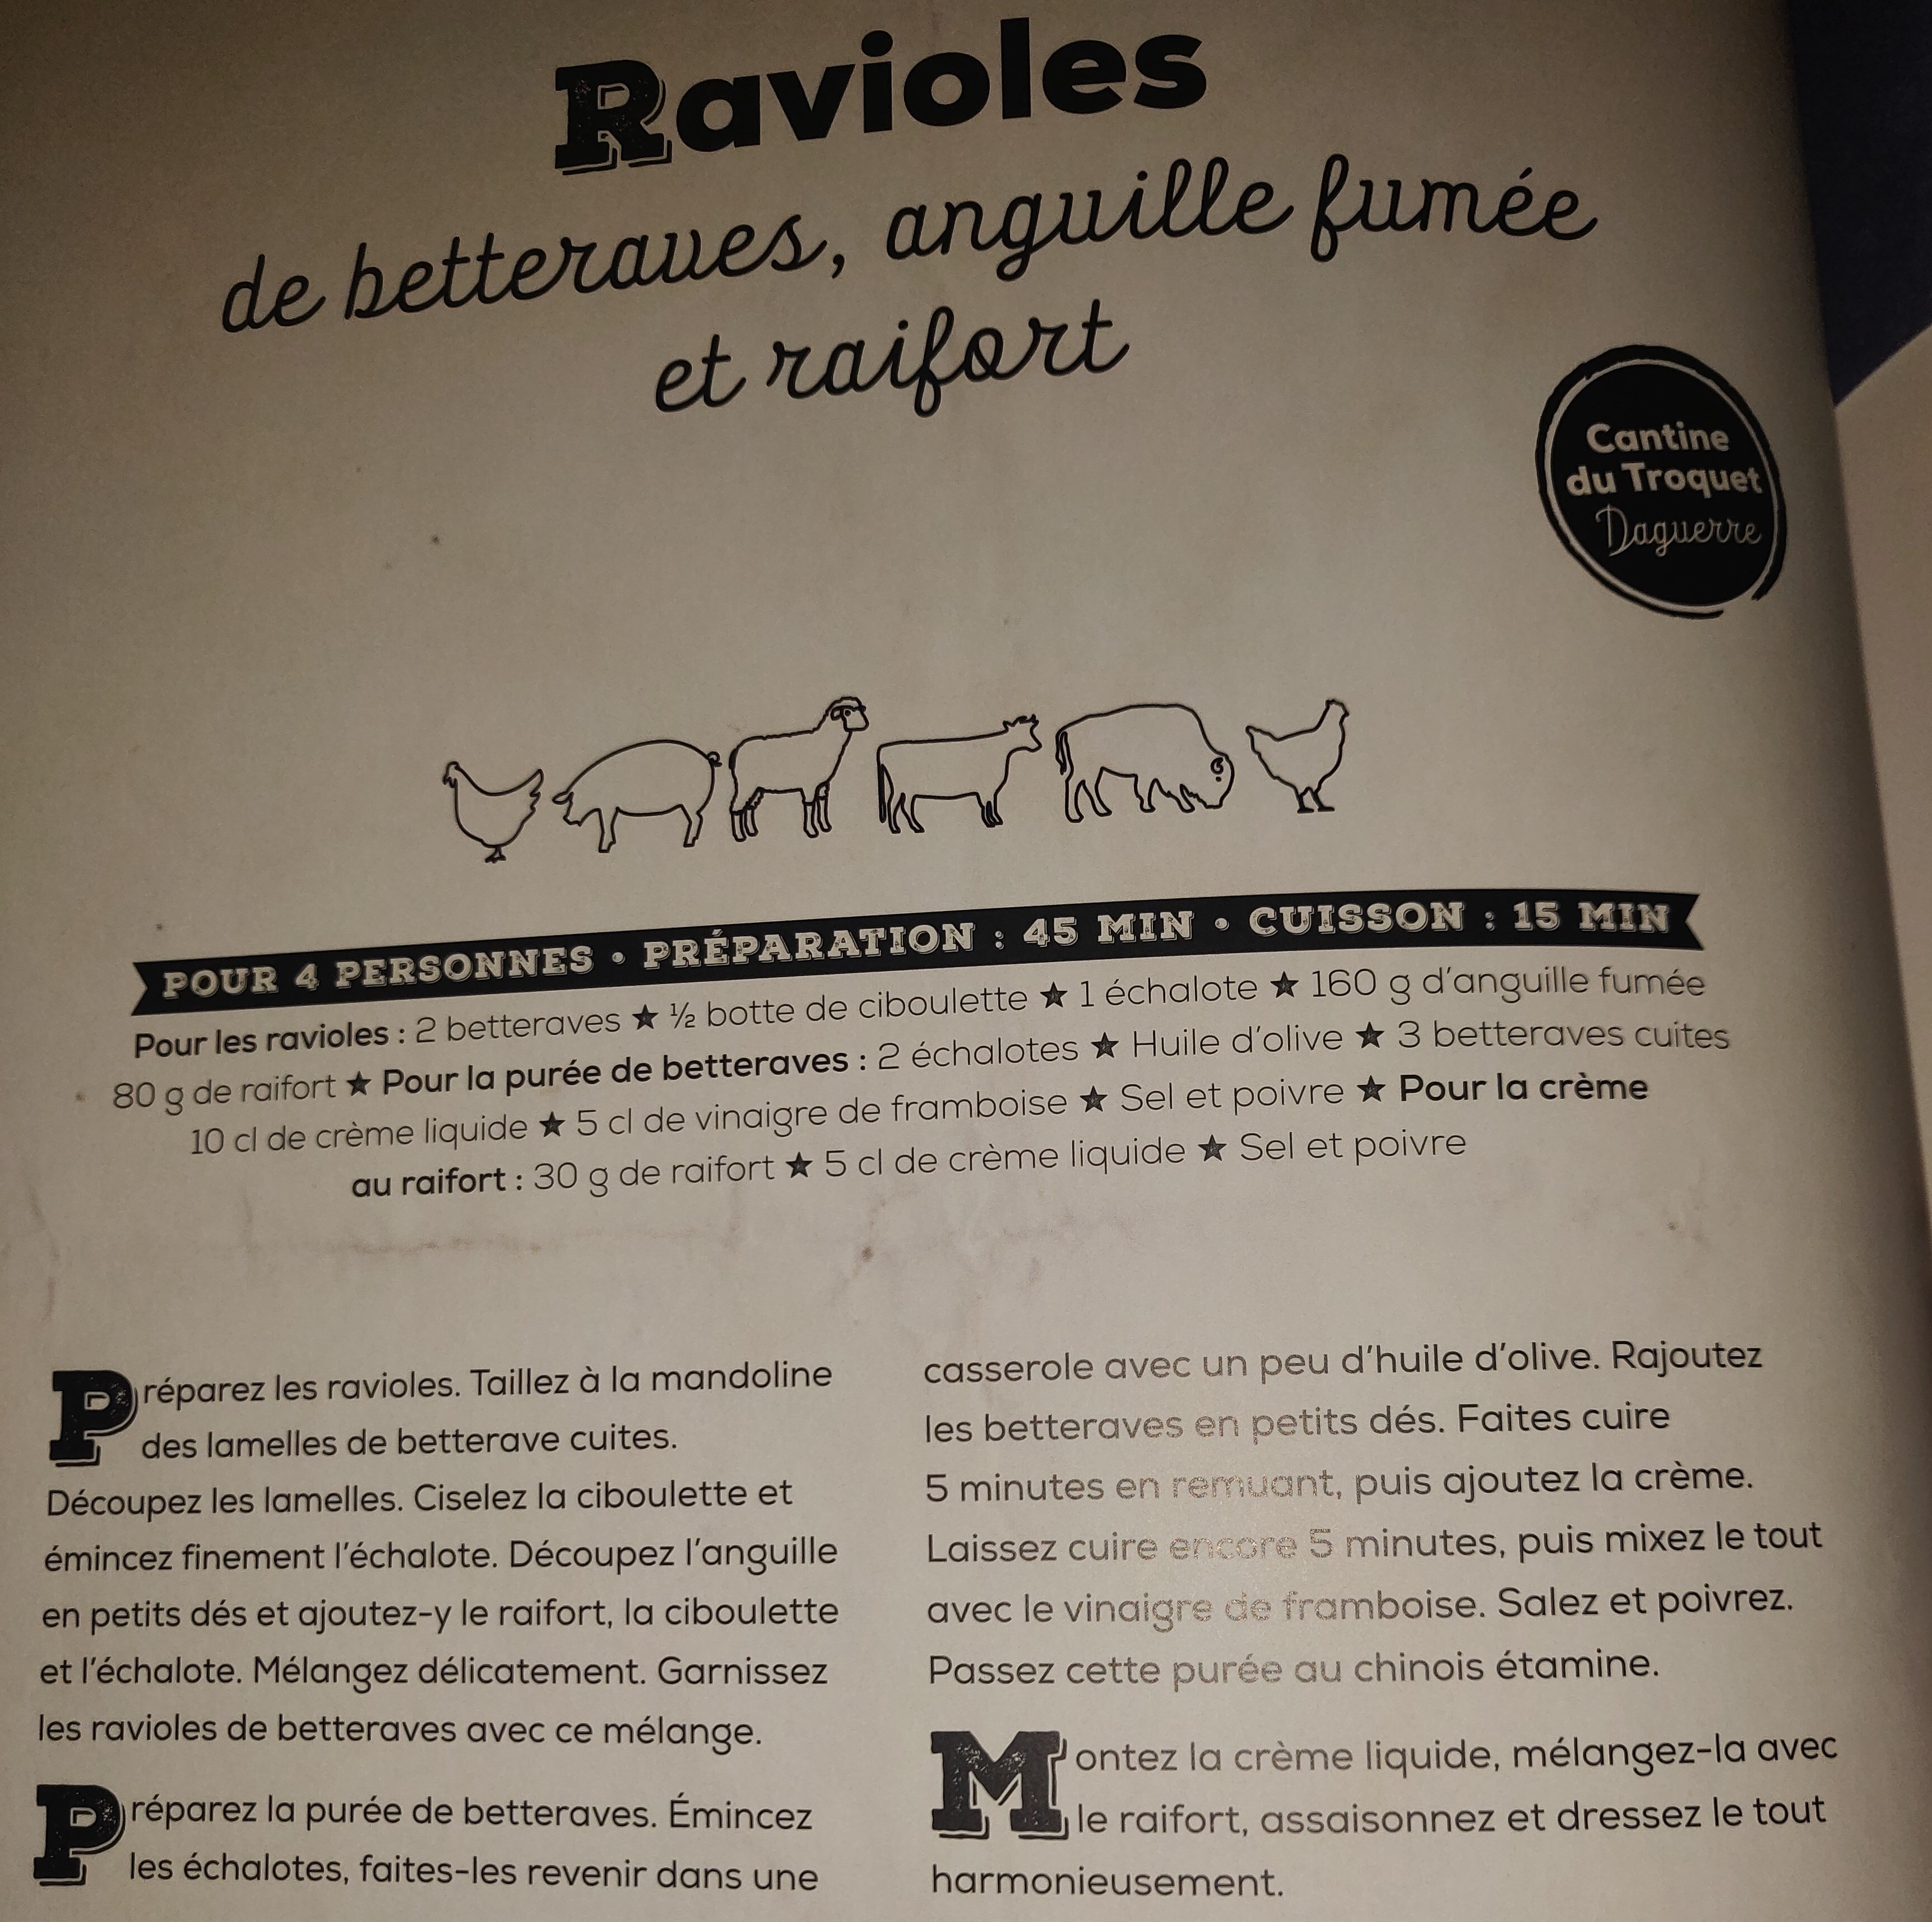 Ravioles
de betteraves, anguille fumée
et raifort
Cantine
du Troquet
Daguerre
POUR 4 PERSONNES • PRÉPARATION : 45 MIN • CUISSON : 15 MIN
Pour les ravioles : 2 betteraves ★ ½ botte de ciboulette ★ 1 échalote ★ 160 g d'anguille fumée
80 g de raifort ★ Pour la purée de betteraves : 2 échalotes ★ Huile d'olive ★ 3 betteraves cuites
10 cl de crème liquide ★ 5 cl de vinaigre de framboise ★ Sel et poivre ★ Pour la crème
au raifort : 30 g de raifort ★ 5 cl de crème liquide ★ Sel et poivre
Préparez les ravioles. Taillez à la mandoline
des lamelles de betterave cuites.
Découpez les lamelles. Ciselez la ciboulette et
émincez finement l'échalote. Découpez l'anguille
en petits dés et ajoutez-y le raifort, la ciboulette
et l'échalote. Mélangez délicatement. Garnissez
les ravioles de betteraves avec ce mélange.
Préparez la purée de betteraves. Émincez
les échalotes, faites-les revenir dans une
casserole avec un peu d'huile d'olive. Rajoutez
les betteraves en petits dés. Faites cuire
5 minutes en remuant, puis ajoutez la crème.
Laissez cuire encore 5 minutes, puis mixez le tout
avec le vinaigre de framboise. Salez et poivrez.
Passez cette purée au chinois étamine.
Montez la crème liquide, mélangez-la avec
le raifort, assaisonnez et dressez le tout
harmonieusement.